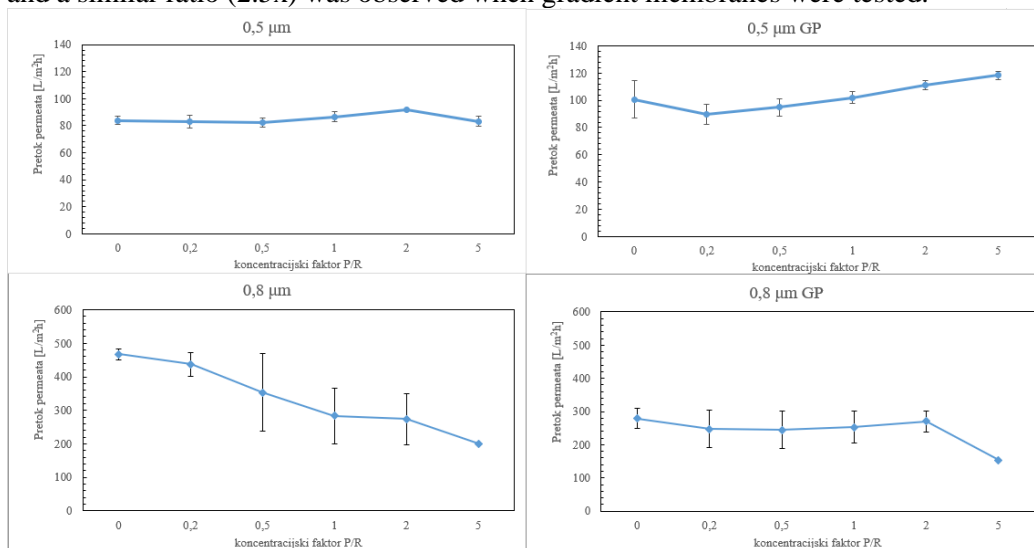 and a similar ratio (2.3x) was observed when gradient membranes were tested.
0,5 µm
Pretok permeata [L/m²h]
140
120
100
80
60
40
20
0
0 0,2 0,5 1 2 5
koncentracijski faktor P/R
0,5 µm GP
Pretok permeata [L/m²h]
140
120
100
80
60
40
20
0
0 0,2 0,5 1 2 5
koncentracijski faktor P/R
0,8 µm
Pretok permeata [L/m²h]
600
500
400
300
200
100
0
0 0,2 0,5 1 2 5
koncentracijski faktor P/R
0,8 µm GP
Pretok permeata [L/m²h]
600
500
400
300
200
100
0
0 0,2 0,5 1 2 5
koncentracijski faktor P/R